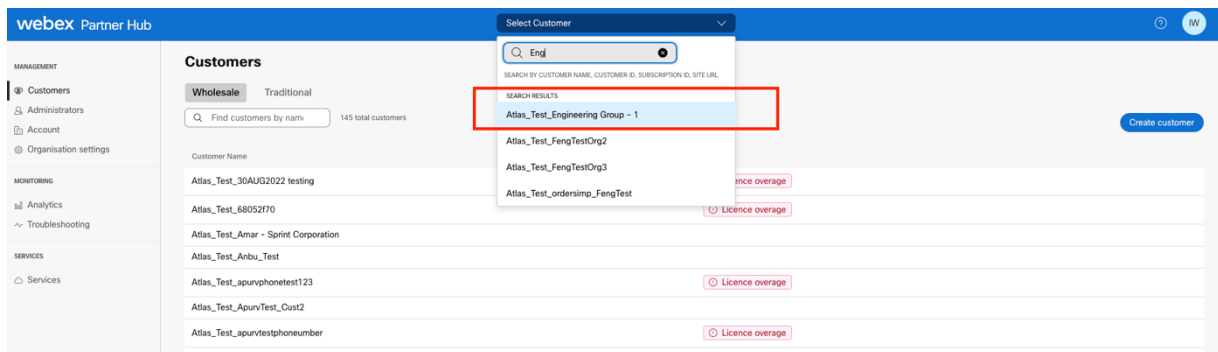 webex Partner Hub
Select Customer
IW
Eng
SEARCH BY CUSTOMER NAME, CUSTOMER ID, SUBSCRIPTION ID, SITE URL
SEARCH RESULTS
Atlas_Test_Engineering Group - 1
Atlas_Test_FengTestOrg2
Atlas_Test_FengTestOrg3
Atlas_Test_ordersimp_FengTest
MANAGEMENT
Customers
Administrators
Account
Organisation settings
MONITORING
Analytics
Troubleshooting
SERVICES
Services
Customers
Wholesale Traditional
Find customers by nam 145 total customers
Create customer
Customer Name
Atlas_Test_30AUG2022 testing ence overage
Atlas_Test_68052f70 Licence overage
Atlas_Test_Amar - Sprint Corporation
Atlas_Test_Anbu_Test
Atlas_Test_apurvphonetest123 Licence overage
Atlas_Test_ApurvTest_Cust2
Atlas_Test_apurvtestphoneumber Licence overage